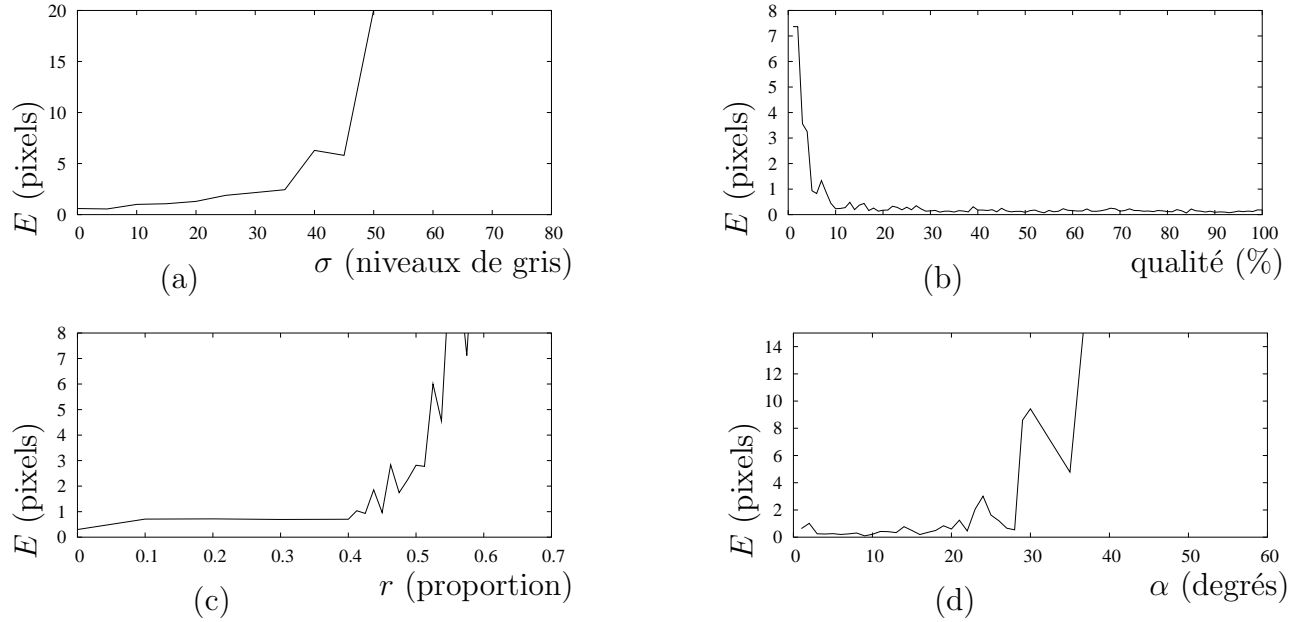 20
15
10
5
0
0 10 20 30 40 50 60 70 80
E (pixels)
σ (niveaux de gris)
(a)
8
7
6
5
4
3
2
1
0
0 10 20 30 40 50 60 70 80 90 100
E (pixels)
qualité (%)
(b)
8
7
6
5
4
3
2
1
0
0 0.1 0.2 0.3 0.4 0.5 0.6 0.7
E (pixels)
r (proportion)
(c)
14
12
10
8
6
4
2
0
0 10 20 30 40 50 60
E (pixels)
α (degrés)
(d)